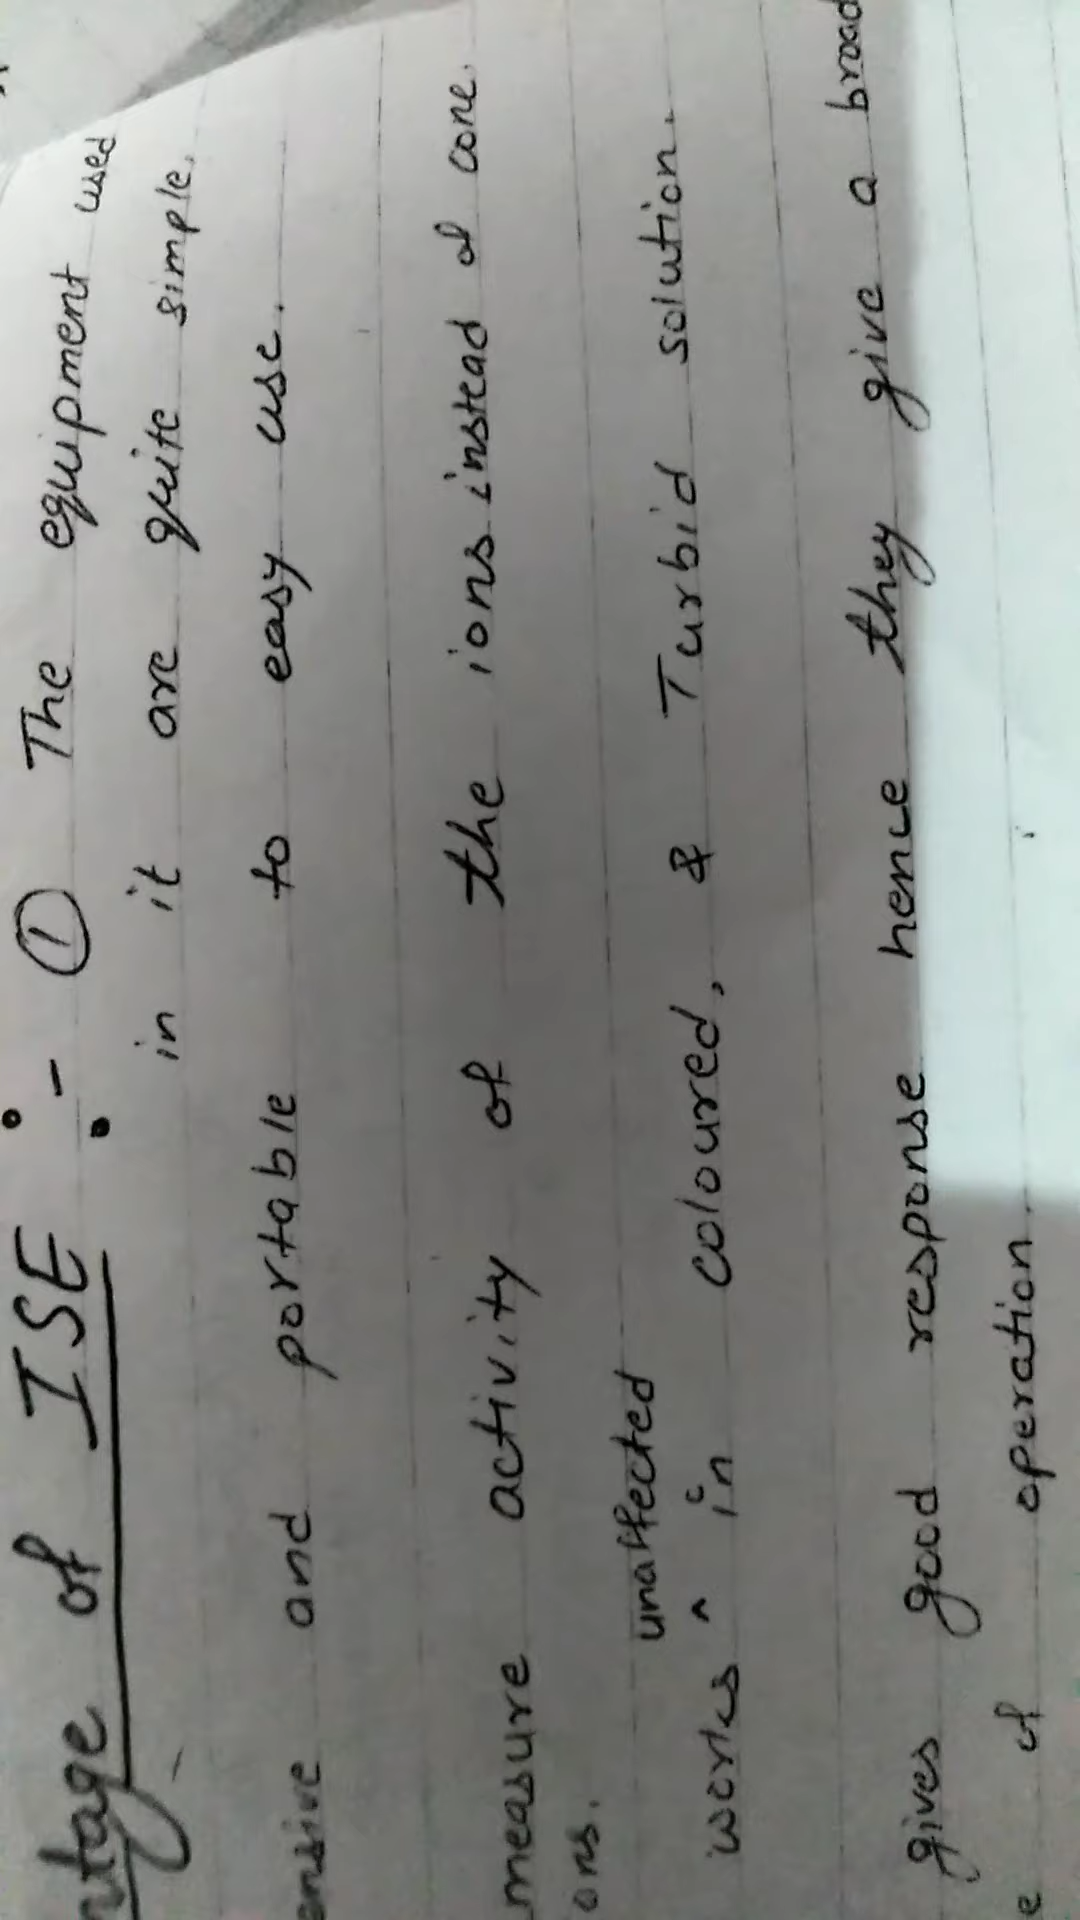 ntage of ISE :- ① The equipment used
in it are quite simple.
ensive and portable to easy use.
measure activity of the ions instead of conc.
ons.
unaffected
works ^ in coloured, & Turbid solution.
gives good response hence they give a broad
e of operation.